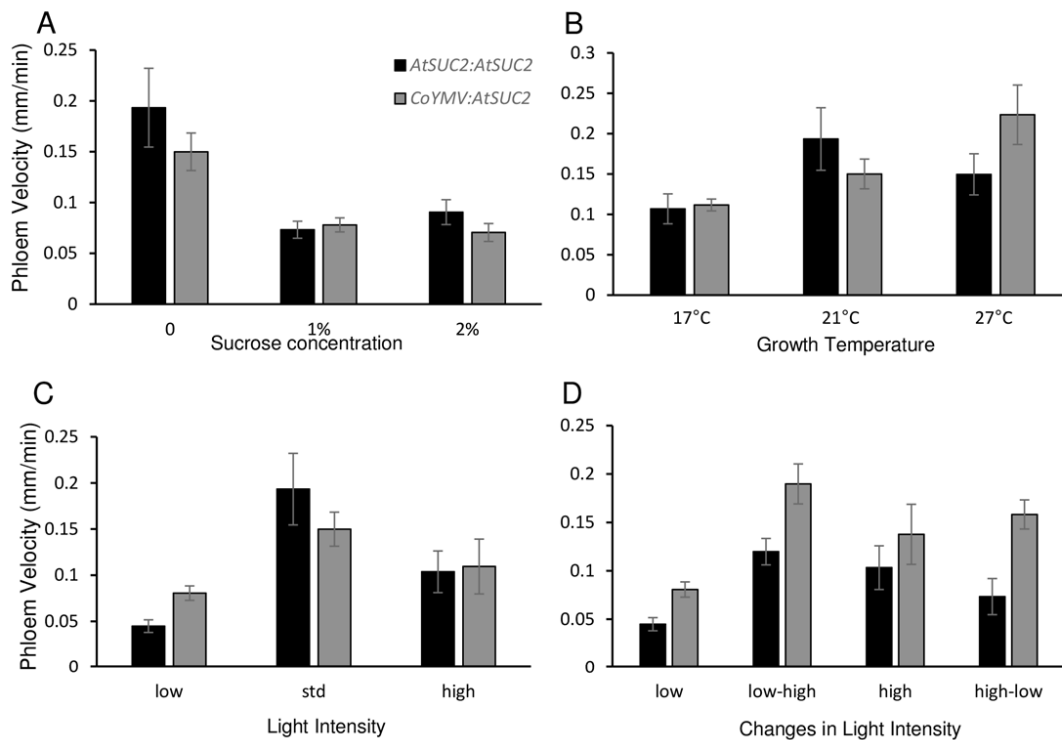 A
Phloem Velocity (mm/min)
0.25
0.2
0.15
0.1
0.05
0
AtSUC2:AtSUC2
CoYMV:AtSUC2
0 1% 2%
Sucrose concentration
B
0.3
0.25
0.2
0.15
0.1
0.05
0
17°C 21°C 27°C
Growth Temperature
C
Phloem Velocity (mm/min)
0.25
0.2
0.15
0.1
0.05
0
low std high
Light Intensity
D
0.25
0.2
0.15
0.1
0.05
0
low low-high high high-low
Changes in Light Intensity